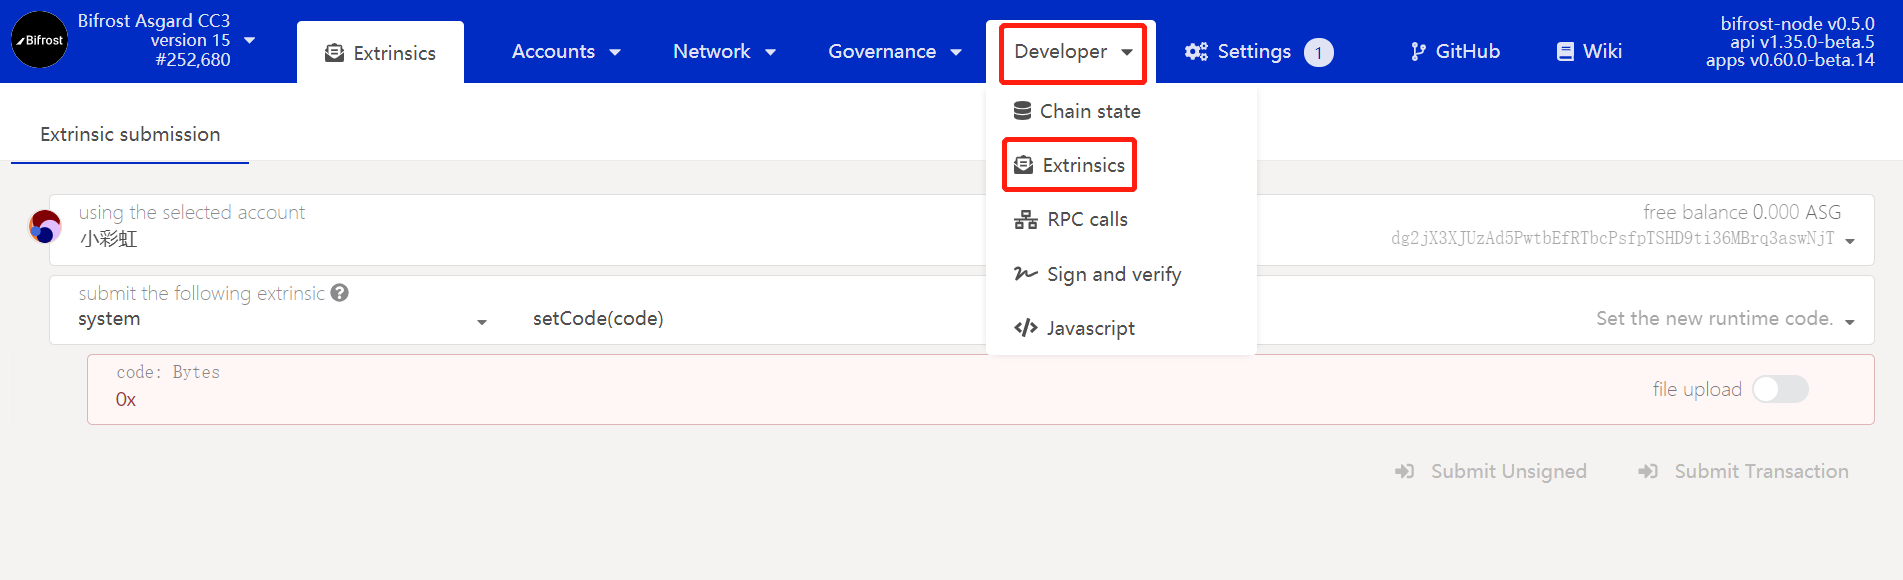 Bifrost
Bifrost Asgard CC3
version 15
#252,680
Extrinsics
Accounts
Network
Governance
Developer
Settings 1
GitHub
Wiki
bifrost-node v0.5.0
api v1.35.0-beta.5
apps v0.60.0-beta.14
Chain state
Extrinsics
RPC calls
Sign and verify
Javascript
Extrinsic submission
using the selected account
小彩虹
free balance 0.000 ASG
dg2jX3XJUzAd5PwtbEfRTbcPsfpTSHD9ti36MBrq3aswNjT
submit the following extrinsic ?
system
setCode(code)
Set the new runtime code.
code: Bytes
0x
file upload
Submit Unsigned
Submit Transaction